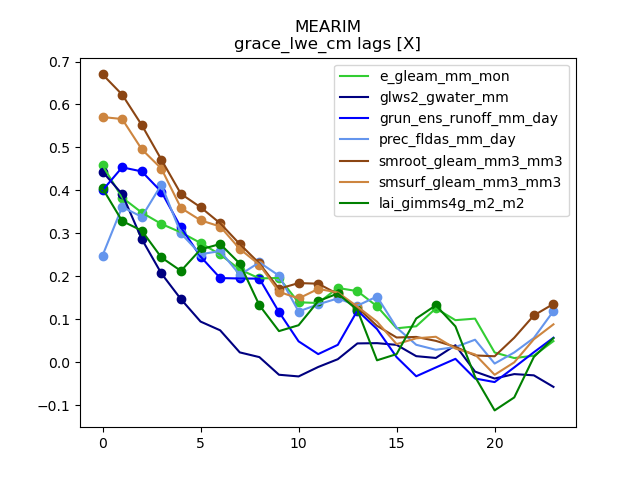 MEARIM
grace_lwe_cm lags [X]
e_gleam_mm_mon
glws2_gwater_mm
grun_ens_runoff_mm_day
prec_fldas_mm_day
smroot_gleam_mm3_mm3
smsurf_gleam_mm3_mm3
lai_gimms4g_m2_m2
0.7
0.6
0.5
0.4
0.3
0.2
0.1
0.0
−0.1
0 5 10 15 20